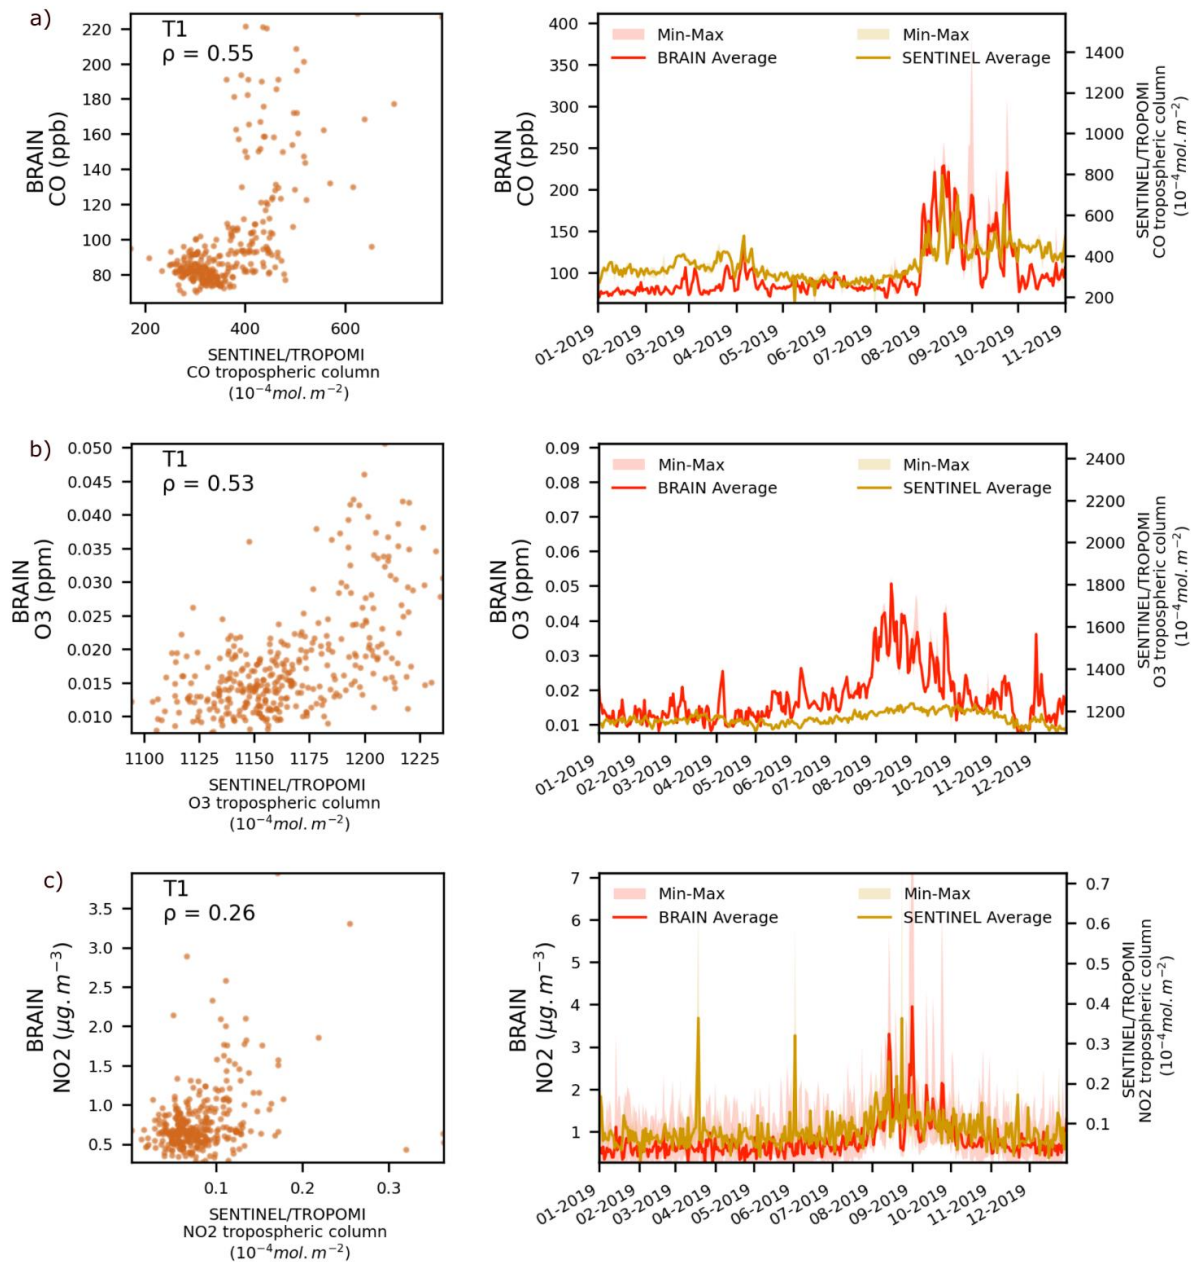 a)
T1
ρ = 0.55
220
200
180
160
140
120
100
80
BRAIN
CO (ppb)
200 400 600
SENTINEL/TROPOMI
CO tropospheric column
(10⁻⁴mol. m⁻²)
Min-Max
BRAIN Average
Min-Max
SENTINEL Average
400
350
300
250
200
150
100
BRAIN
CO (ppb)
1400
1200
1000
800
600
400
200
SENTINEL/TROPOMI
CO tropospheric column
(10⁻⁴mol. m⁻²)
01-2019 02-2019 03-2019 04-2019 05-2019 06-2019 07-2019 08-2019 09-2019 10-2019 11-2019
b)
T1
ρ = 0.53
0.050
0.045
0.040
0.035
0.030
0.025
0.020
0.015
0.010
BRAIN
O3 (ppm)
1100 1125 1150 1175 1200 1225
SENTINEL/TROPOMI
O3 tropospheric column
(10⁻⁴mol. m⁻²)
Min-Max
BRAIN Average
Min-Max
SENTINEL Average
0.09
0.08
0.07
0.06
0.05
0.04
0.03
0.02
0.01
BRAIN
O3 (ppm)
2400
2200
2000
1800
1600
1400
1200
SENTINEL/TROPOMI
O3 tropospheric column
(10⁻⁴mol. m⁻²)
01-2019 02-2019 03-2019 04-2019 05-2019 06-2019 07-2019 08-2019 09-2019 10-2019 11-2019 12-2019
c)
T1
ρ = 0.26
3.5
3.0
2.5
2.0
1.5
1.0
0.5
BRAIN
NO2 (μg. m⁻³)
0.1 0.2 0.3
SENTINEL/TROPOMI
NO2 tropospheric column
(10⁻⁴mol. m⁻²)
Min-Max
BRAIN Average
Min-Max
SENTINEL Average
7
6
5
4
3
2
1
BRAIN
NO2 (μg. m⁻³)
0.7
0.6
0.5
0.4
0.3
0.2
0.1
SENTINEL/TROPOMI
NO2 tropospheric column
(10⁻⁴mol. m⁻²)
01-2019 02-2019 03-2019 04-2019 05-2019 06-2019 07-2019 08-2019 09-2019 10-2019 11-2019 12-2019